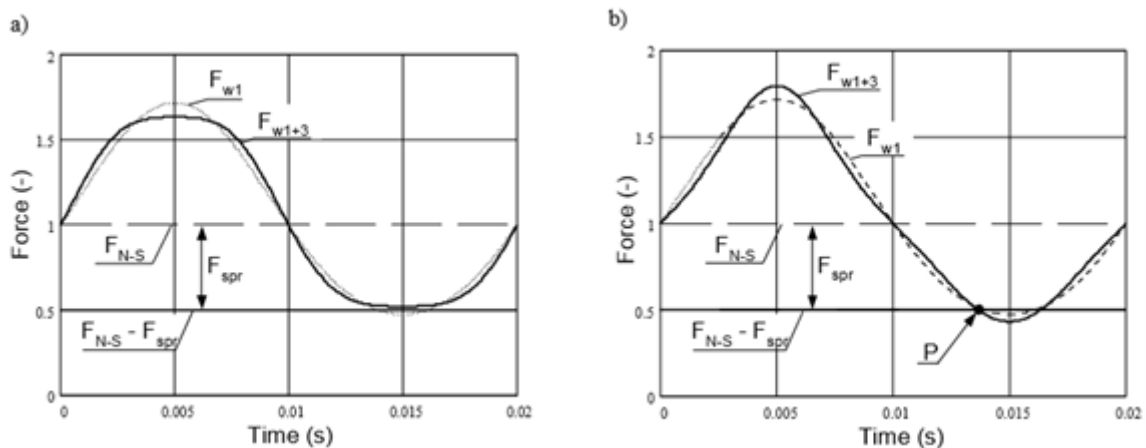 a)
2
F_w1
F_w1+3
1.5
Force (-)
1
F_N-S
F_spr
0.5
F_N-S - F_spr
0
0 0.005 0.01 0.015 0.02
Time (s)
b)
2
F_w1+3
1.5
F_w1
Force (-)
1
F_N-S
F_spr
0.5
F_N-S - F_spr
P
0
0 0.005 0.01 0.015 0.02
Time (s)